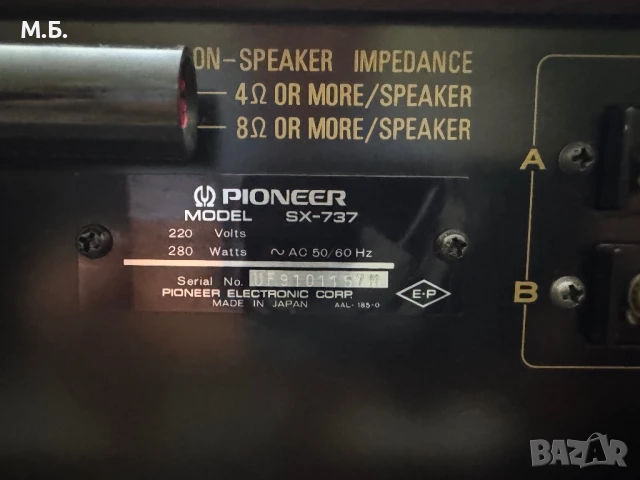 М.Б.
ON-SPEAKER IMPEDANCE
4Ω OR MORE/SPEAKER
8Ω OR MORE/SPEAKER
A
PIONEER
MODEL SX-737
220 Volts
280 Watts ~ AC 50/60 Hz
Serial No.
PIONEER ELECTRONIC CORP.
MADE IN JAPAN AAL-185-0
E-P
B
BAZAR